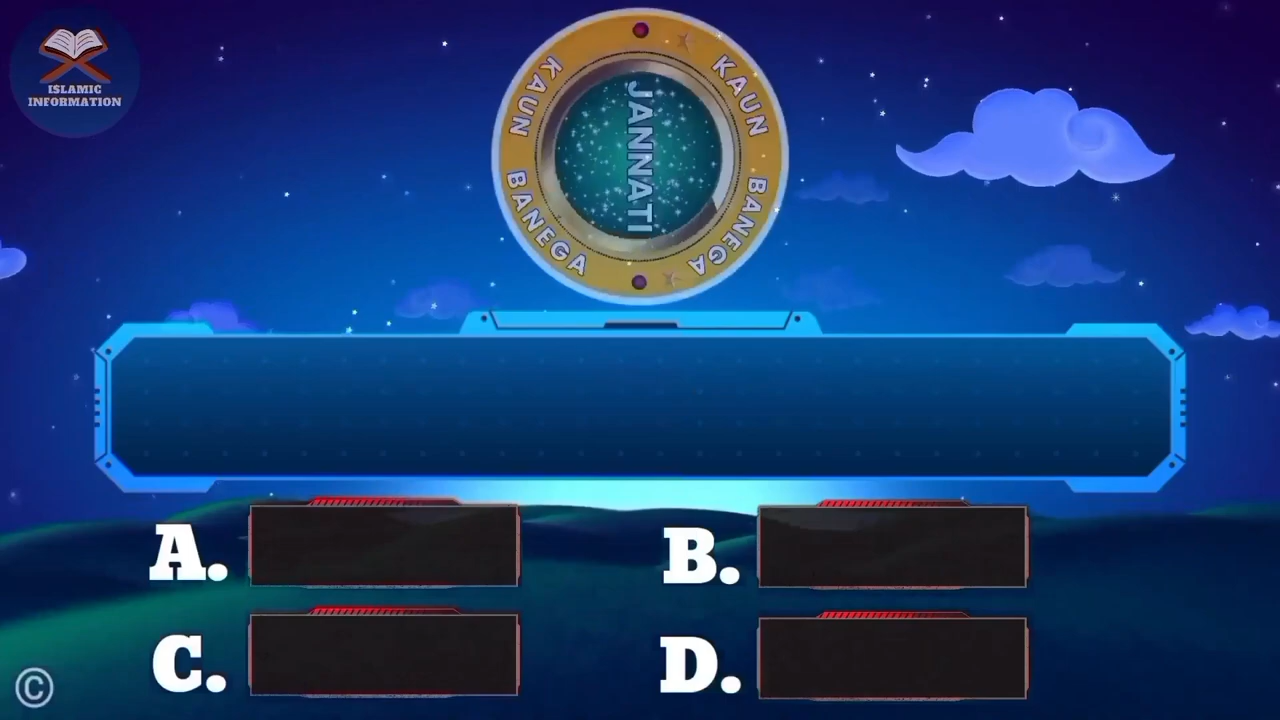 ISLAMIC
INFORMATION
KAUN KAUN
JANNATI
BANEGA BANEGA
A.
B.
C.
D.
©